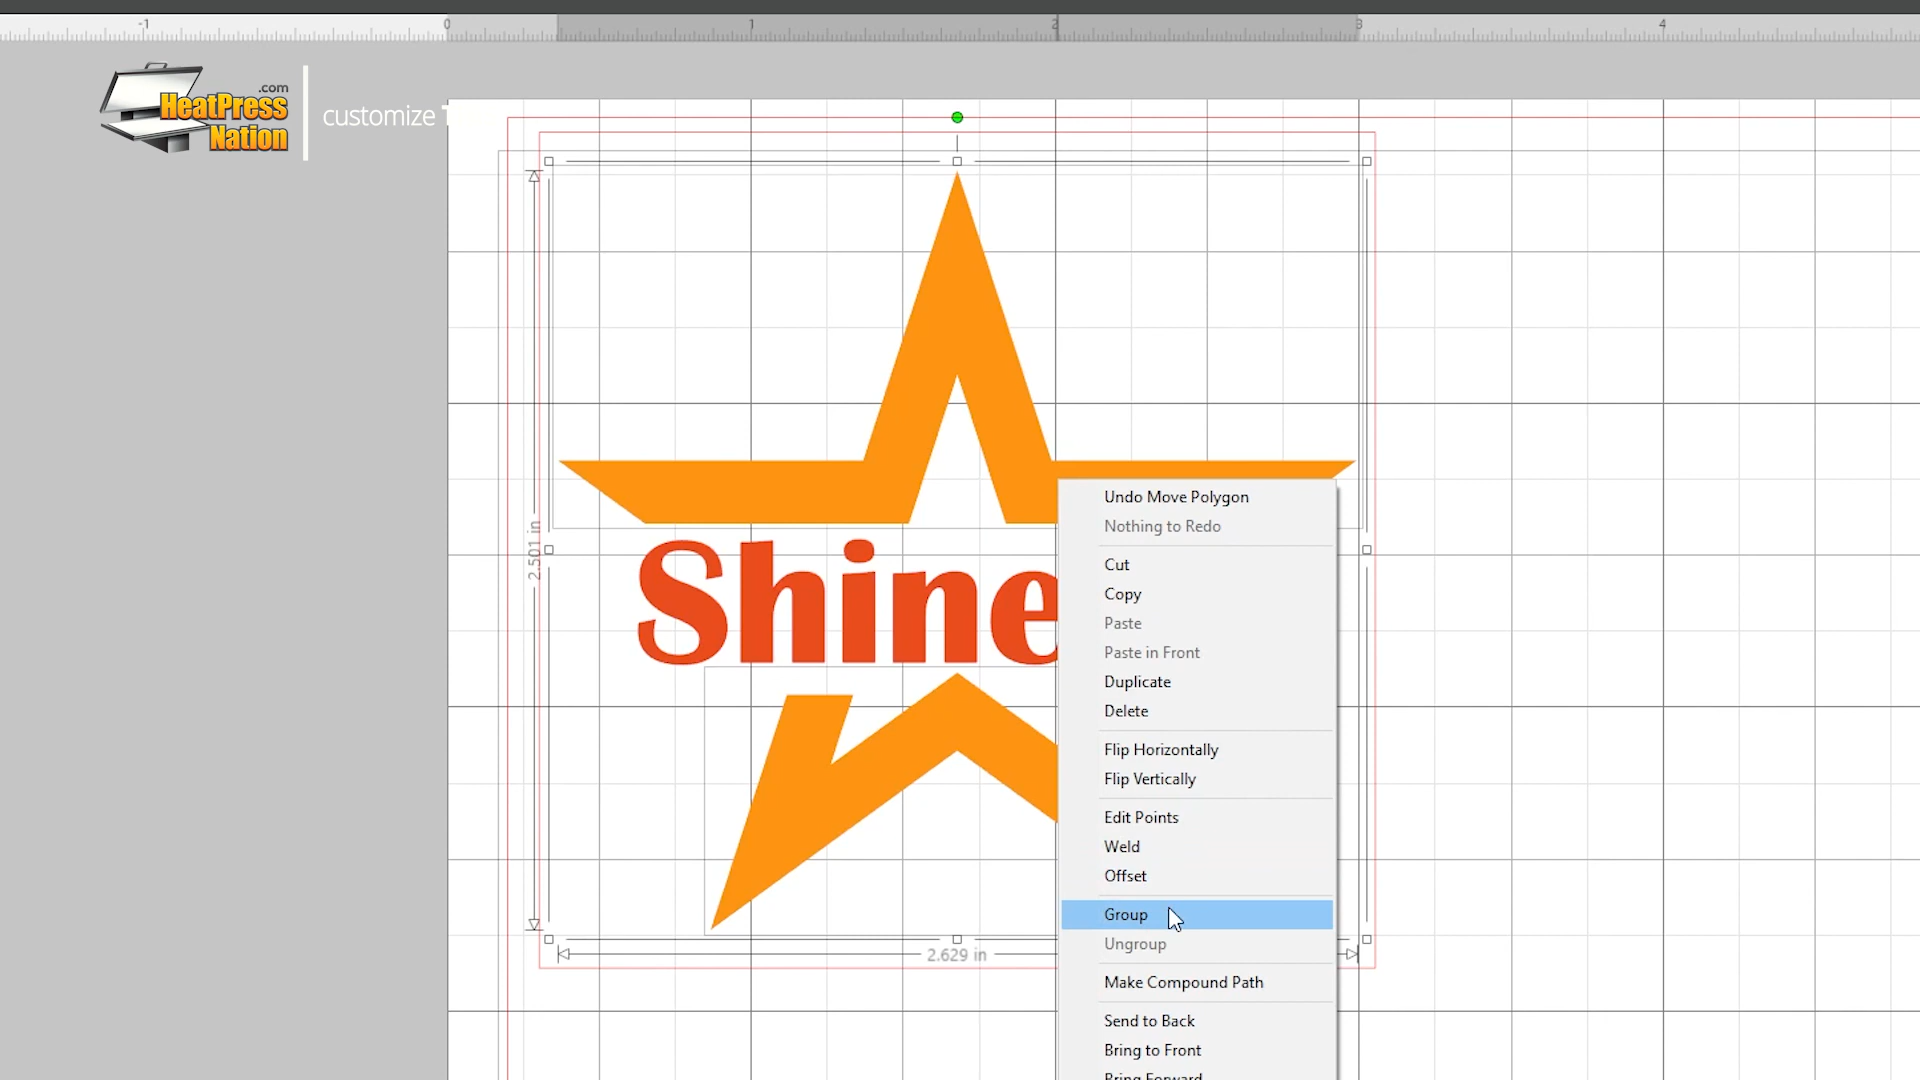 -1 0 1 2 3 4
.com
HeatPress
Nation
customize
2.501 in
Shine
2.629 in
Undo Move Polygon
Nothing to Redo
Cut
Copy
Paste
Paste in Front
Duplicate
Delete
Flip Horizontally
Flip Vertically
Edit Points
Weld
Offset
Group
Ungroup
Make Compound Path
Send to Back
Bring to Front
Bring Forward